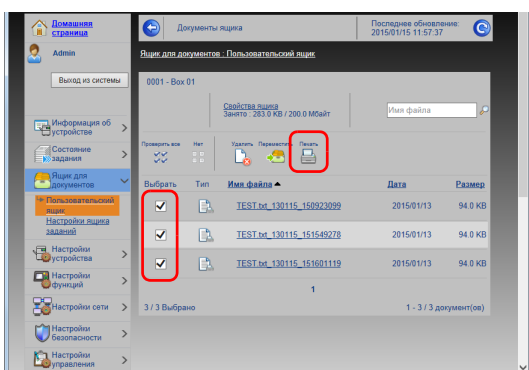 Домашняя
страница
Документы ящика
Последнее обновление:
2015/01/15 11:57:37
Admin
Выход из системы
Информация об
устройстве
Состояние
задания
Ящик для
документов
Пользовательский
ящик
Настройки ящика
заданий
Настройки
устройства
Настройки
функций
Настройки сети
Настройки
безопасности
Настройки
управления
Ящик для документов : Пользовательский ящик
0001 - Box 01
Свойства ящика
Занято : 283.0 KB / 200.0 Мбайт
Имя файла
Проверить все Нет Удалить Переместить Печать
Выбрать Тип Имя файла Дата Размер
TEST.txt_130115_150923099 2015/01/13 94.0 KB
TEST.txt_130115_151549278 2015/01/13 94.0 KB
TEST.txt_130115_151601119 2015/01/13 94.0 KB
1
3 / 3 Выбрано 1 - 3 / 3 документ(ов)